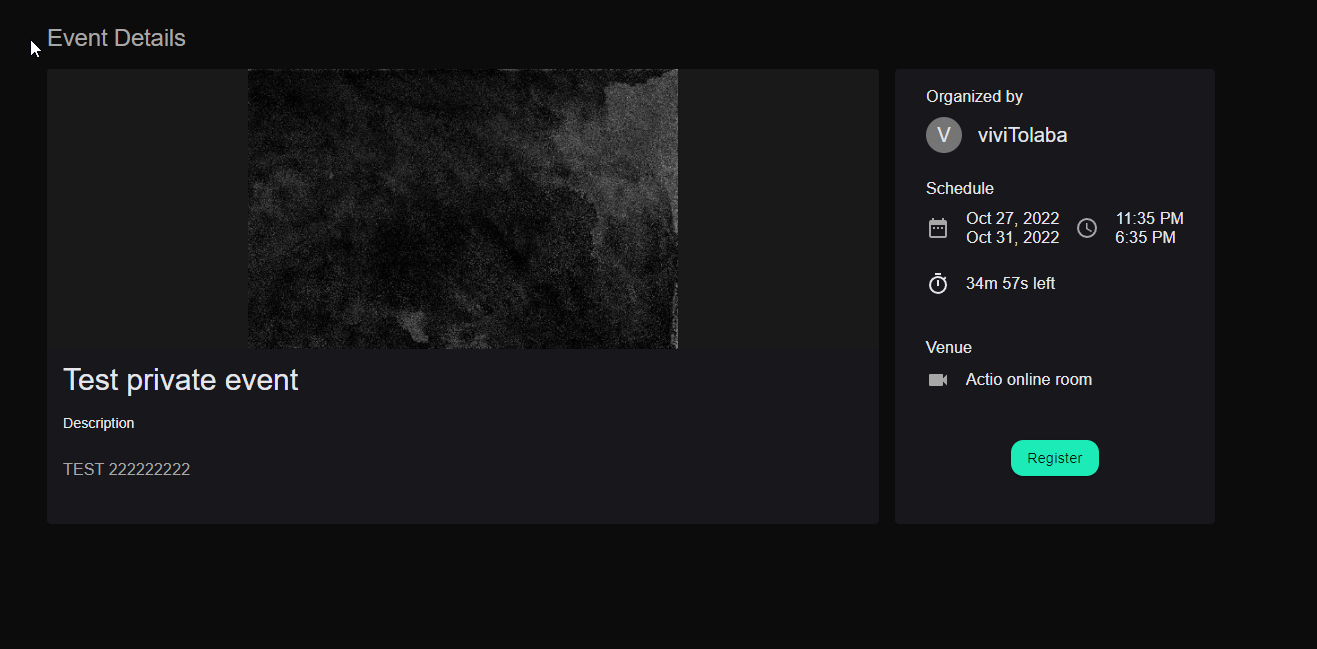 Event Details
Test private event
Description
TEST 222222222
Organized by
V
viviTolaba
Schedule
Oct 27, 2022 11:35 PM
Oct 31, 2022 6:35 PM
34m 57s left
Venue
Actio online room
Register